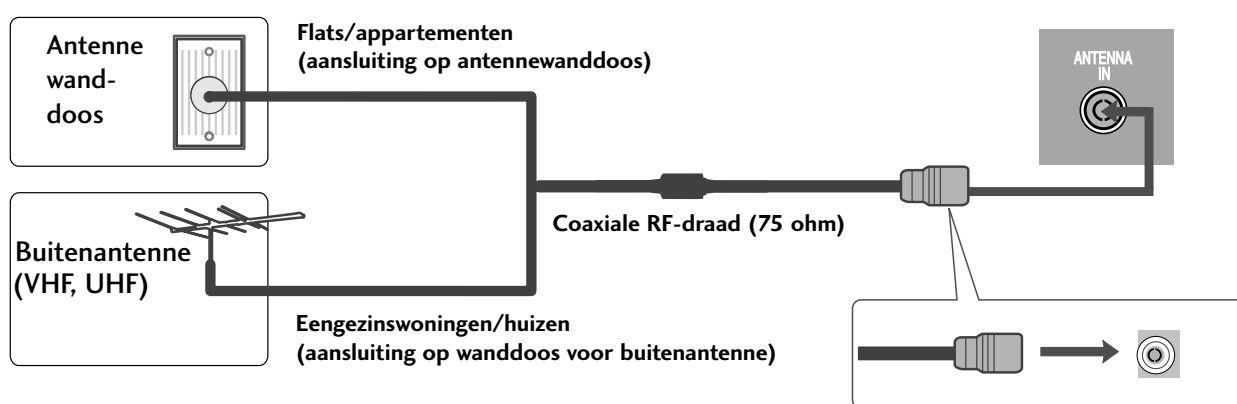 Antenne
wand-
doos
Flats/appartementen
(aansluiting op antennewanddoos)
ANTENNA
IN
Coaxiale RF-draad (75 ohm)
Buitenantenne
(VHF, UHF)
Eengezinswoningen/huizen
(aansluiting op wanddoos voor buitenantenne)